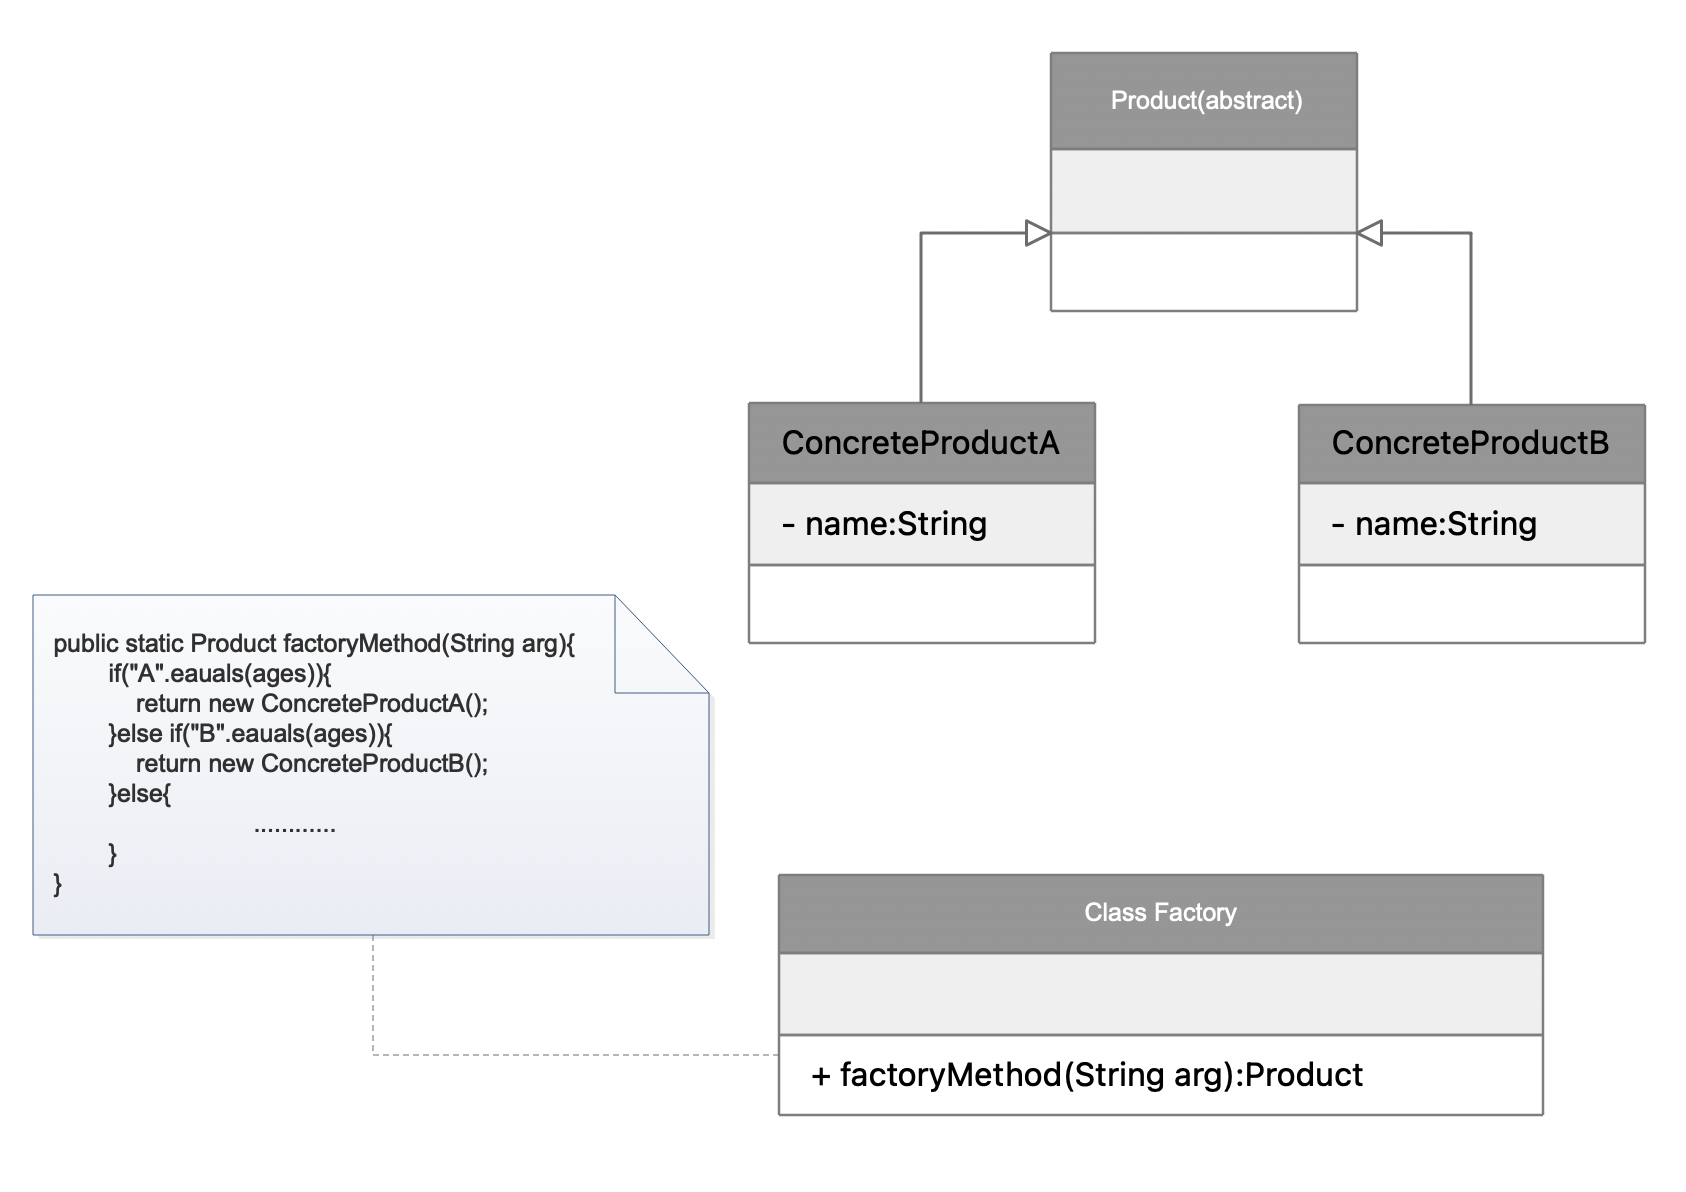 Product(abstract)
ConcreteProductA
- name:String
ConcreteProductB
- name:String
public static Product factoryMethod(String arg){
if("A".eauals(ages)){
return new ConcreteProductA();
}else if("B".eauals(ages)){
return new ConcreteProductB();
}else{
............
}
}
Class Factory
+ factoryMethod(String arg):Product